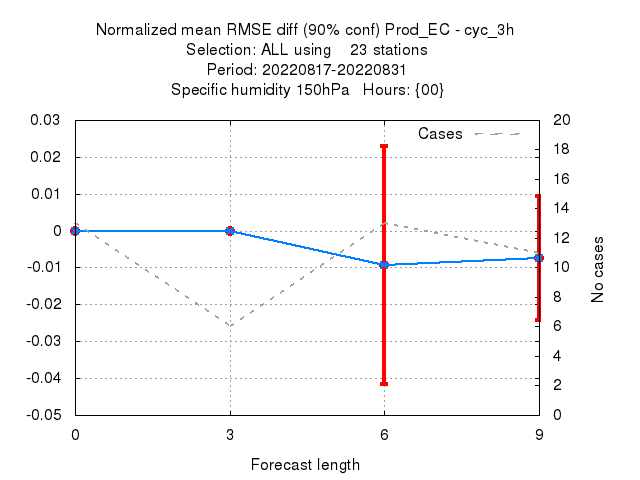 Normalized mean RMSE diff (90% conf) Prod_EC - cyc_3h
Selection: ALL using 23 stations
Period: 20220817-20220831
Specific humidity 150hPa Hours: {00}
Cases
0.03
0.02
0.01
0
-0.01
-0.02
-0.03
-0.04
-0.05
20
18
16
14
12
10
8
6
4
2
0
No cases
0 3 6 9
Forecast length